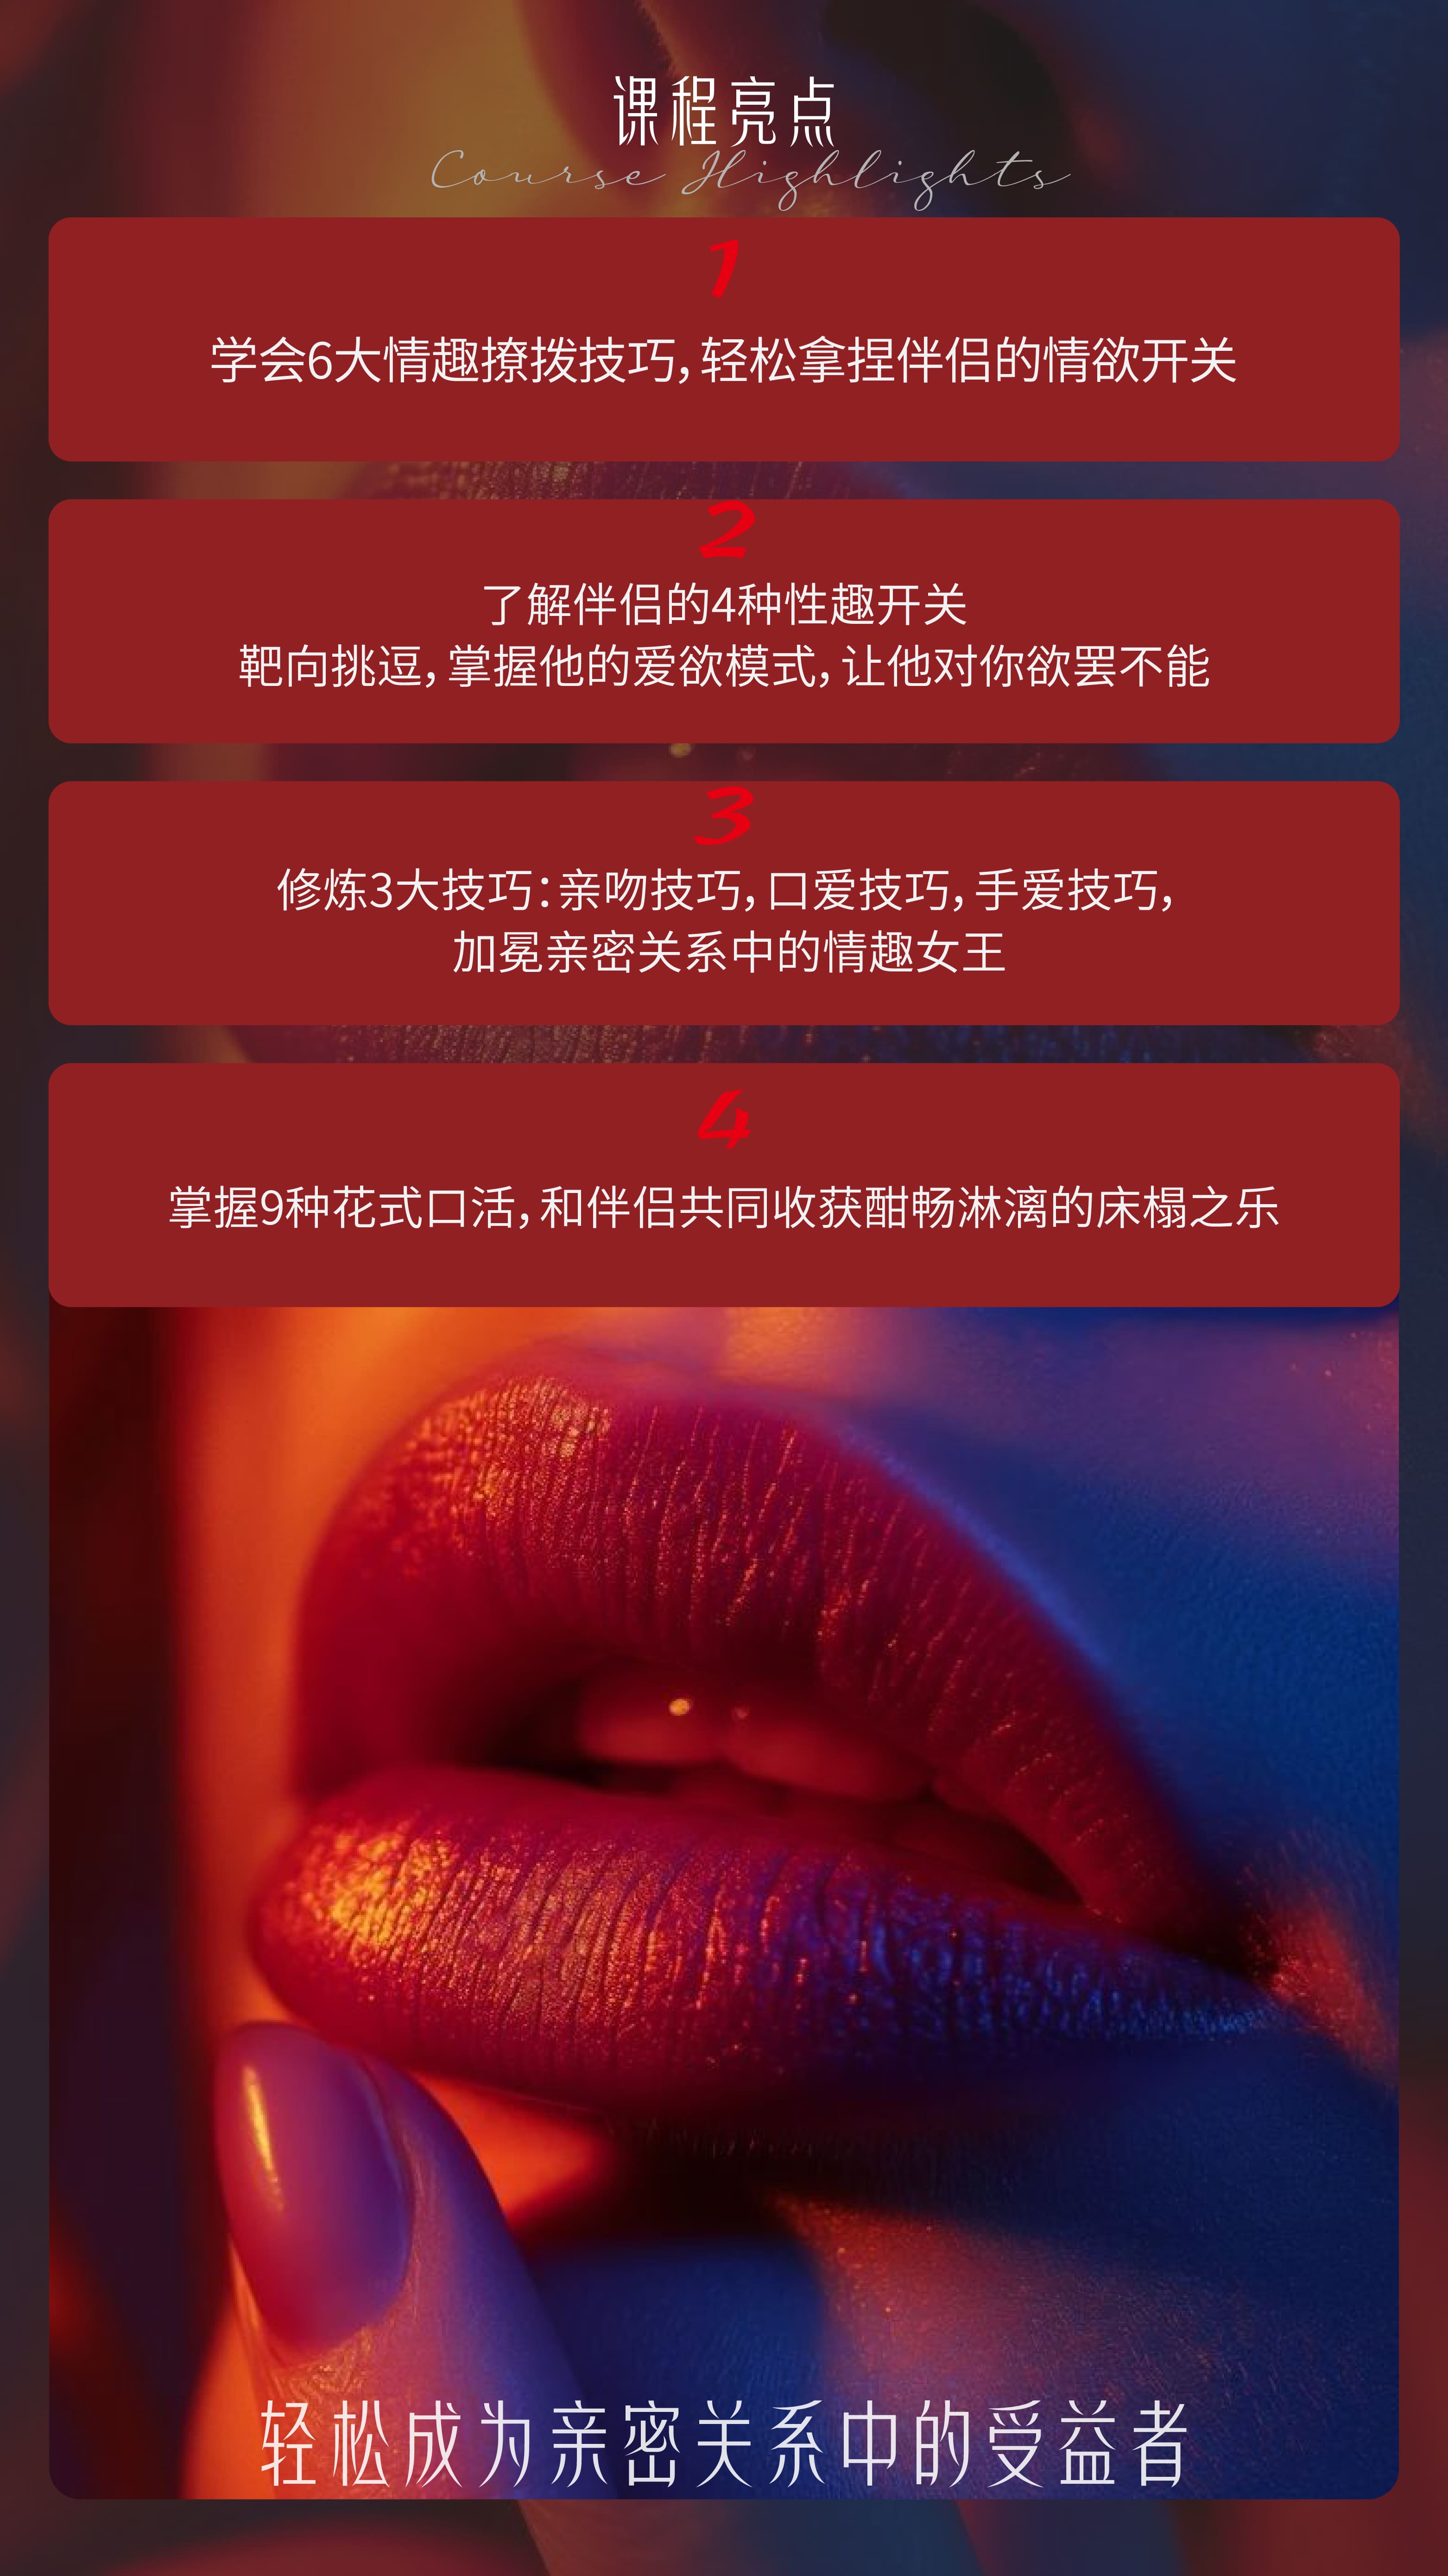 课程亮点
Course Highlights
1
学会6大情趣撩拨技巧，轻松拿捏伴侣的情欲开关
2
了解伴侣的4种性趣开关
靶向挑逗，掌握他的爱欲模式，让他对你欲罢不能
3
修炼3大技巧：亲吻技巧，口爱技巧，手爱技巧，
加冕亲密关系中的情趣女王
4
掌握9种花式口活，和伴侣共同收获酣畅淋漓的床榻之乐
轻松成为亲密关系中的受益者